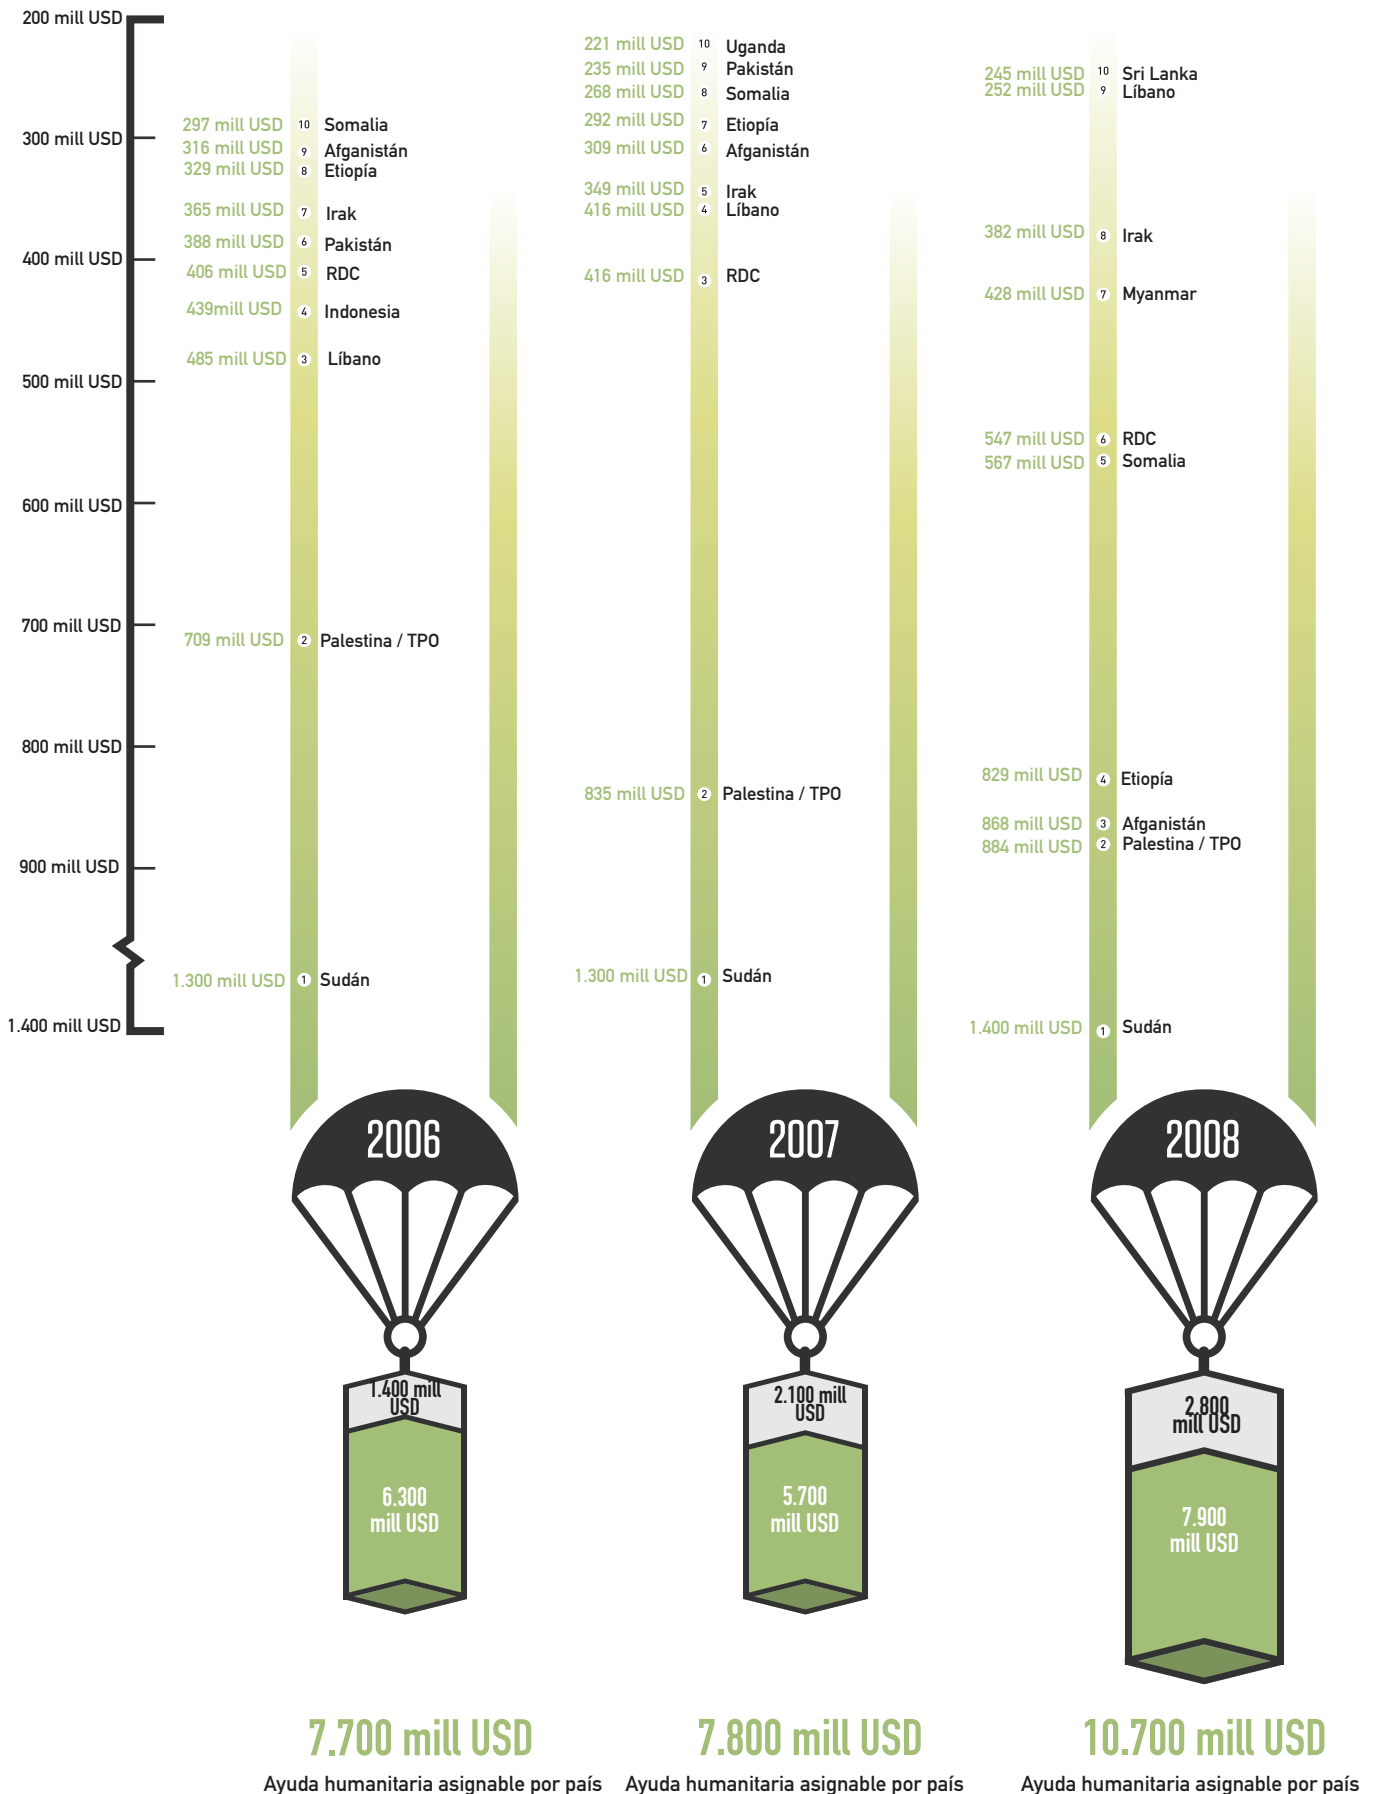 200 mill USD
300 mill USD
400 mill USD
500 mill USD
600 mill USD
700 mill USD
800 mill USD
900 mill USD
1.400 mill USD
297 mill USD 10 Somalia
316 mill USD 9 Afganistán
329 mill USD 8 Etiopía
365 mill USD 7 Irak
388 mill USD 6 Pakistán
406 mill USD 5 RDC
439mill USD 4 Indonesia
485 mill USD 3 Líbano
709 mill USD 2 Palestina / TPO
1.300 mill USD 1 Sudán
221 mill USD 10 Uganda
235 mill USD 9 Pakistán
268 mill USD 8 Somalia
292 mill USD 7 Etiopía
309 mill USD 6 Afganistán
349 mill USD 5 Irak
416 mill USD 4 Líbano
416 mill USD 3 RDC
835 mill USD 2 Palestina / TPO
1.300 mill USD 1 Sudán
245 mill USD 10 Sri Lanka
252 mill USD 9 Líbano
382 mill USD 8 Irak
428 mill USD 7 Myanmar
547 mill USD 6 RDC
567 mill USD 5 Somalia
829 mill USD 4 Etiopía
868 mill USD 3 Afganistán
884 mill USD 2 Palestina / TPO
1.400 mill USD 1 Sudán
2006
1.400 mill
USD
6.300
mill USD
7.700 mill USD
Ayuda humanitaria asignable por país
2007
2.100 mill
USD
5.700
mill USD
7.800 mill USD
Ayuda humanitaria asignable por país
2008
2.800
mill USD
7.900
mill USD
10.700 mill USD
Ayuda humanitaria asignable por país